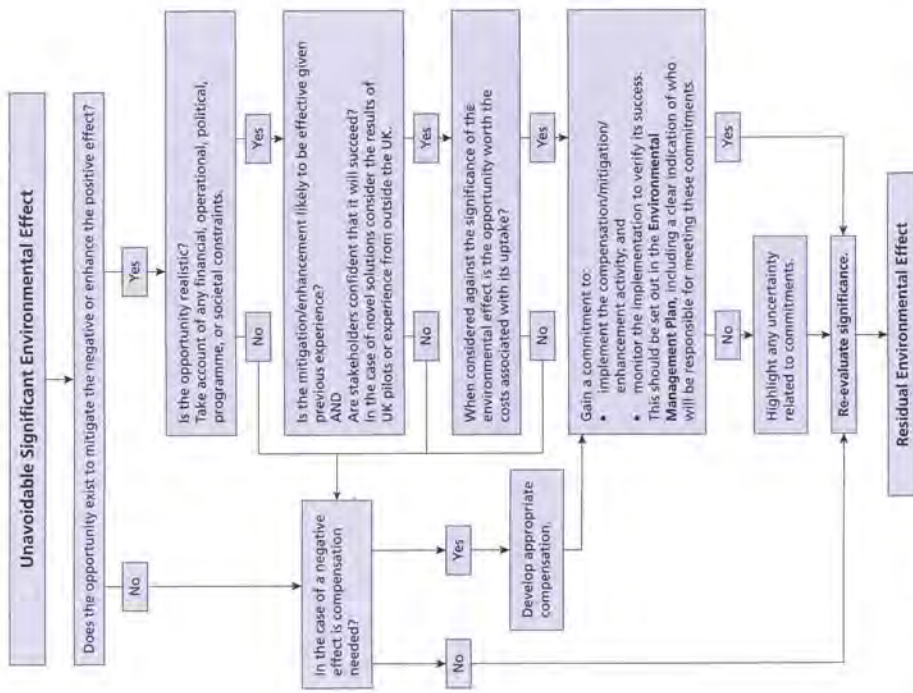 Unavoidable Significant Environmental Effect
Does the opportunity exist to mitigate the negative or enhance the positive effect?
No
Yes
Is the opportunity realistic?
Take account of any financial, operational, political,
programme, or societal constraints.
No
Yes
Is the mitigation/enhancement likely to be effective given
previous experience?
AND
Are stakeholders confident that it will succeed?
In the case of novel solutions consider the results of
UK pilots or experience from outside the UK.
No
Yes
When considered against the significance of the
environmental effect is the opportunity worth the
costs associated with its uptake?
No
Yes
In the case of a negative
effect is compensation
needed?
No
Yes
Develop appropriate
compensation.
Gain a commitment to:
• implement the compensation/mitigation/
enhancement activity; and
• monitor the implementation to verify its success.
This should be set out in the Environmental
Management Plan, including a clear indication of who
will be responsible for meeting these commitments.
No
Yes
Highlight any uncertainty
related to commitments.
Re-evaluate significance.
Residual Environmental Effect